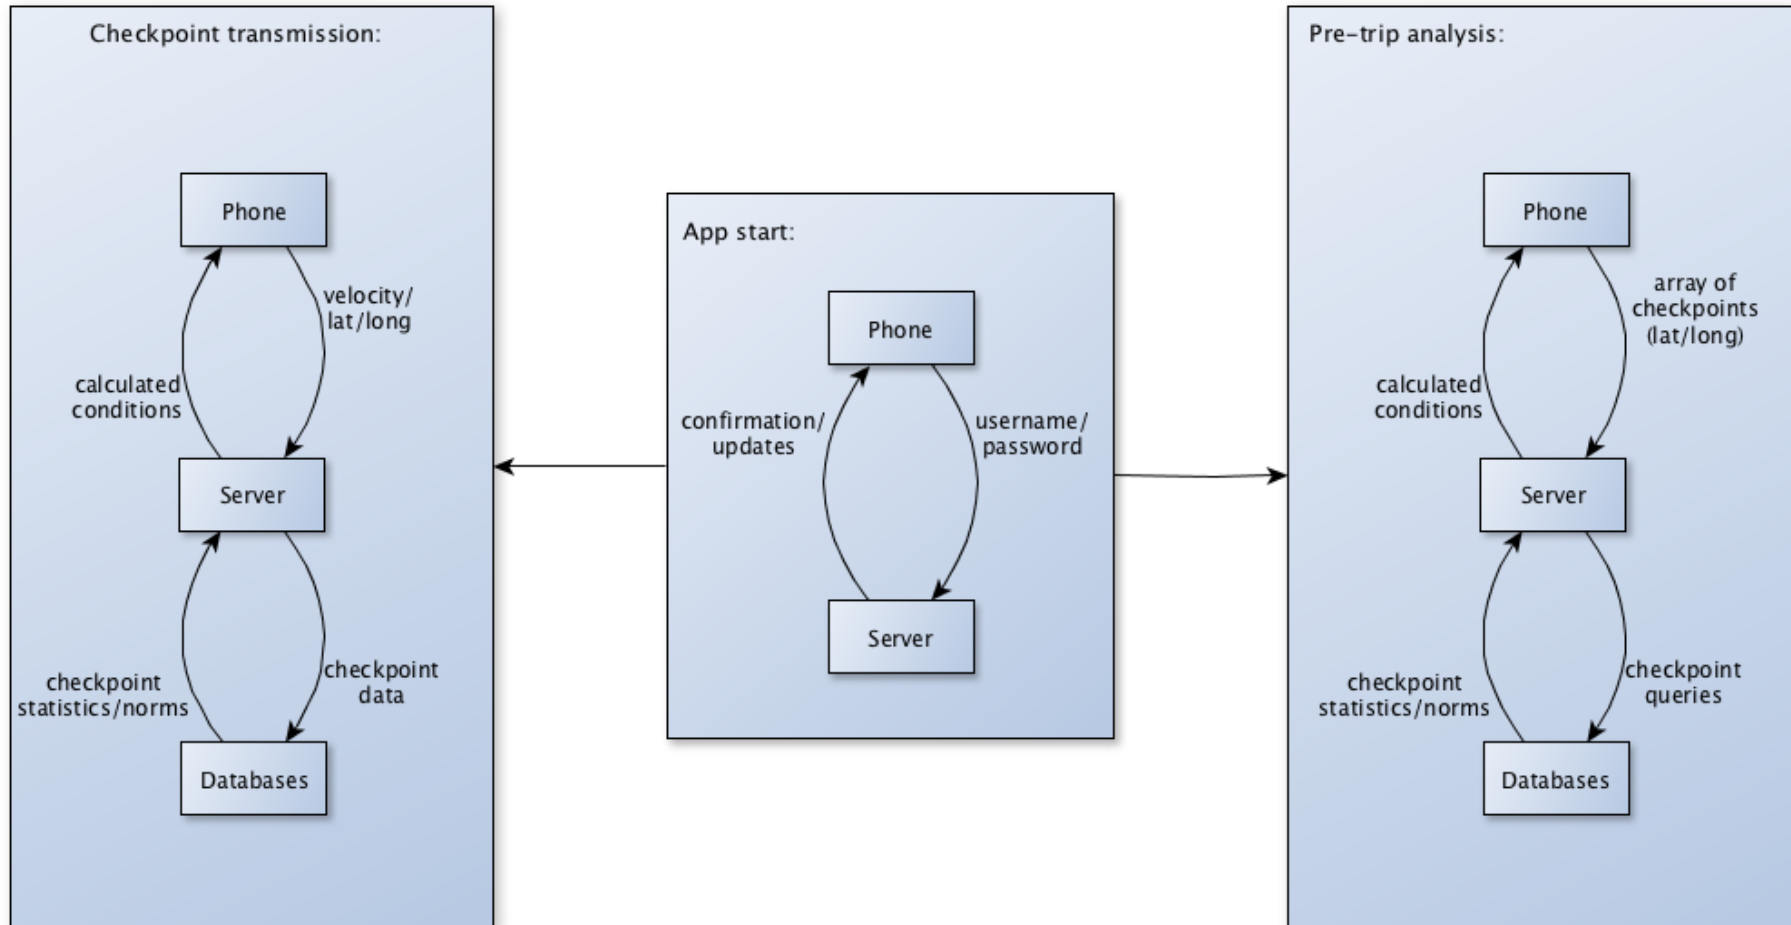 Checkpoint transmission:
Phone
velocity/
lat/long
calculated
conditions
Server
checkpoint
data
checkpoint
statistics/norms
Databases
App start:
Phone
confirmation/
updates
username/
password
Server
Pre-trip analysis:
Phone
array of
checkpoints
(lat/long)
calculated
conditions
Server
checkpoint
queries
checkpoint
statistics/norms
Databases